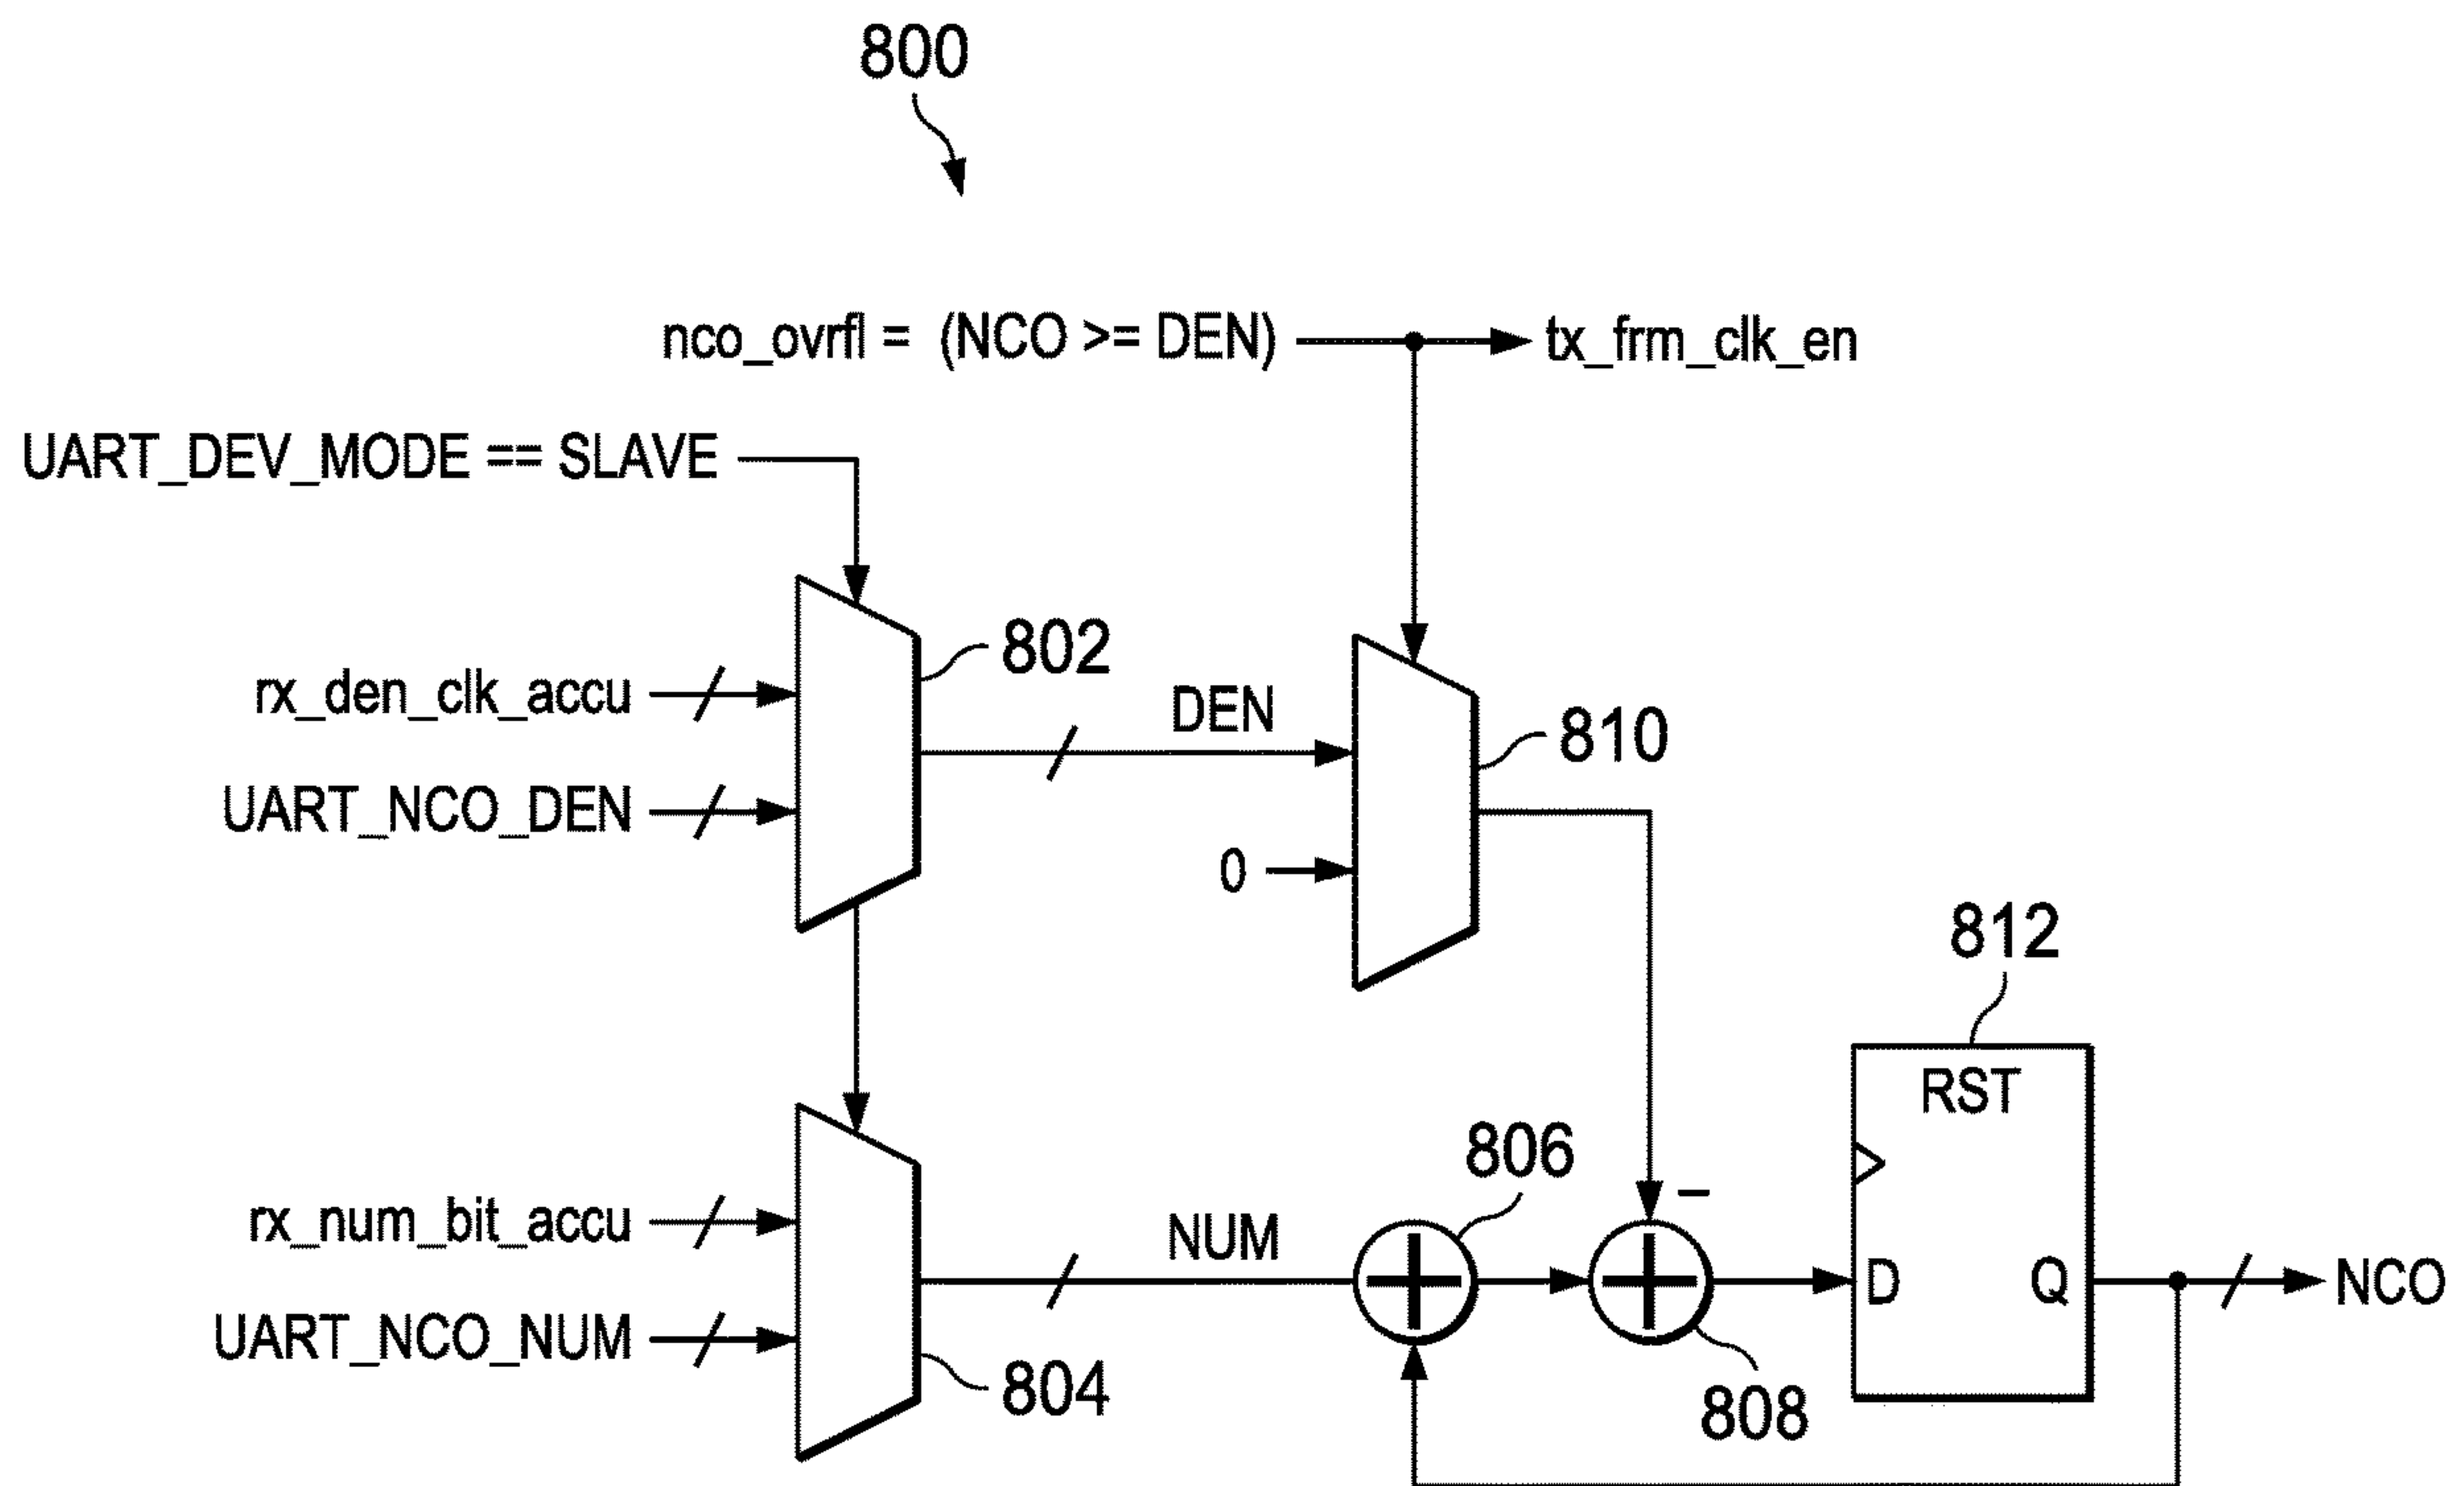 800
nco_ovrfl = (NCO >= DEN)
tx_frm_clk_en
UART_DEV_MODE == SLAVE
802
rx_den_clk_accu
DEN
810
UART_NCO_DEN
0
812
RST
806
rx_num_bit_accu
NUM
–
D
Q
NCO
UART_NCO_NUM
804
808